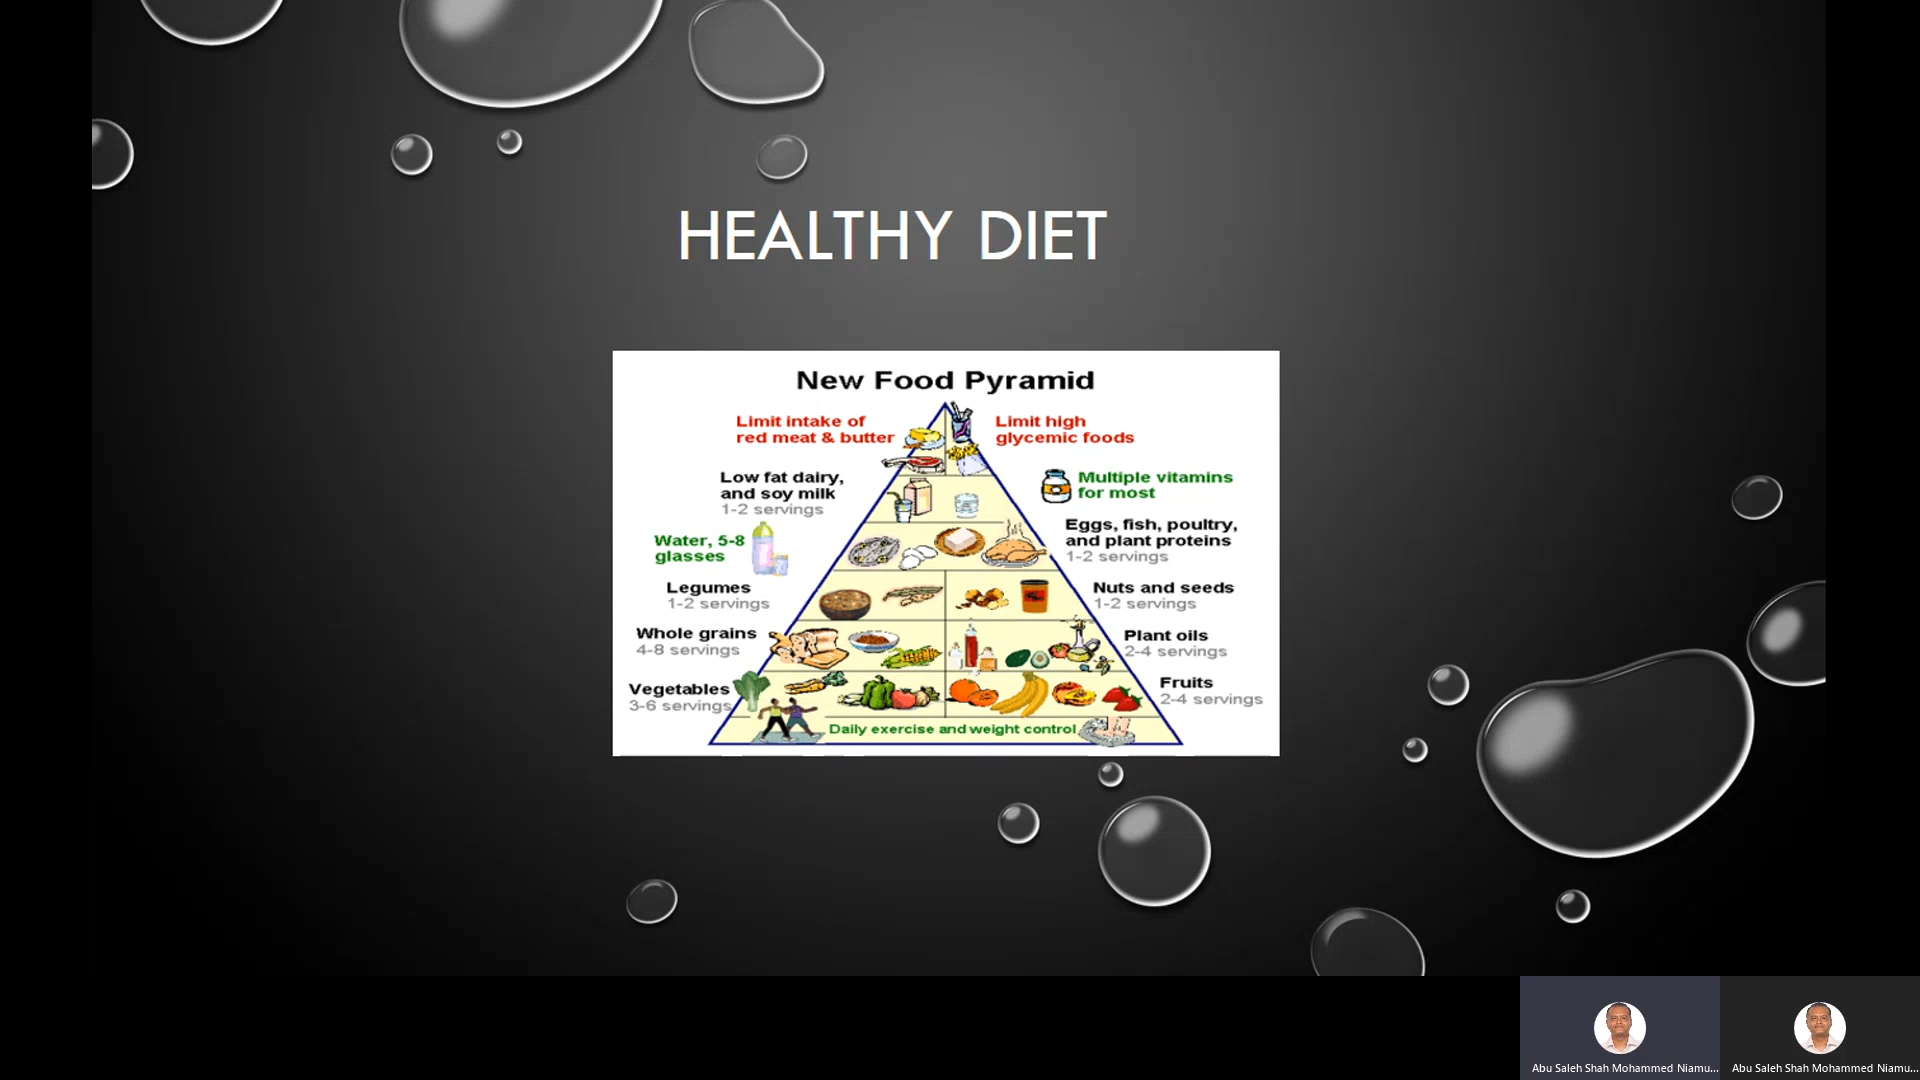 HEALTHY DIET
New Food Pyramid
Limit intake of
red meat & butter
Limit high
glycemic foods
Low fat dairy,
and soy milk
1-2 servings
Multiple vitamins
for most
Water, 5-8
glasses
Eggs, fish, poultry,
and plant proteins
1-2 servings
Legumes
1-2 servings
Nuts and seeds
1-2 servings
Whole grains
4-8 servings
Plant oils
2-4 servings
Vegetables
3-6 servings
Fruits
2-4 servings
Daily exercise and weight control
Abu Saleh Shah Mohammed Niamu...
Abu Saleh Shah Mohammed Niamu...